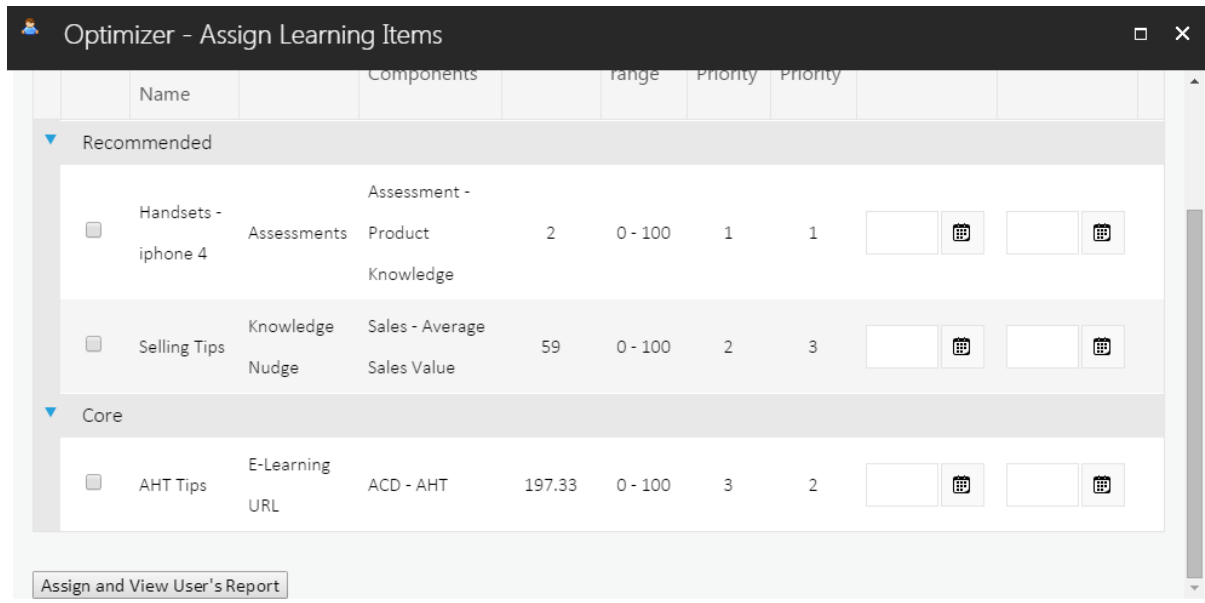 Optimizer - Assign Learning Items
Components range Priority Priority
Name
Recommended
Assessment -
Handsets -
Assessments Product 2 0 - 100 1 1
iphone 4
Knowledge
Knowledge Sales - Average
Selling Tips 59 0 - 100 2 3
Nudge Sales Value
Core
E-Learning
AHT Tips ACD - AHT 197.33 0 - 100 3 2
URL
Assign and View User's Report